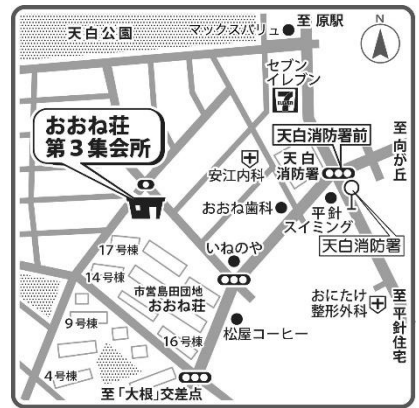 天白公園
マックスバリュ
至 原駅
N
セブン
イレブン
7
ELEVEN
おおね荘
第3集会所
天白消防署前
至 向が丘
安江内科
天白
消防署
おおね歯科
平針
スイミング
天白消防署
17号棟
いねのや
14号棟
市営島田団地
おおね荘
9号棟
16号棟
松屋コーヒー
おにたけ
整形外科
至 平針住宅
4号棟
至「大根」交差点